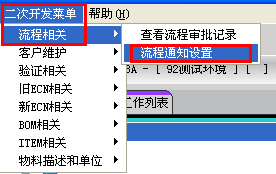 二次开发菜单 帮助(H)
流程相关
查看流程审批记录
客户维护
流程通知设置
验证相关
BA - [ 92测试环境 ] [ ]
旧ECN相关
工作列表
新ECN相关
BOM相关
ITEM相关
物料描述和单位